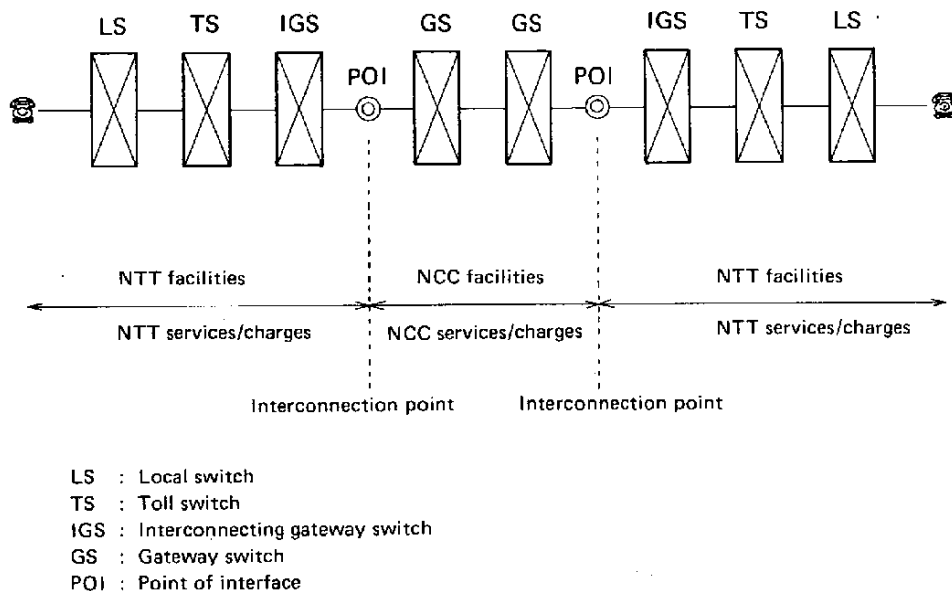 LS TS IGS GS GS IGS TS LS
POI POI
NTT facilities NCC facilities NTT facilities
NTT services/charges NCC services/charges NTT services/charges
Interconnection point Interconnection point
LS : Local switch
TS : Toll switch
IGS : Interconnecting gateway switch
GS : Gateway switch
POI : Point of interface